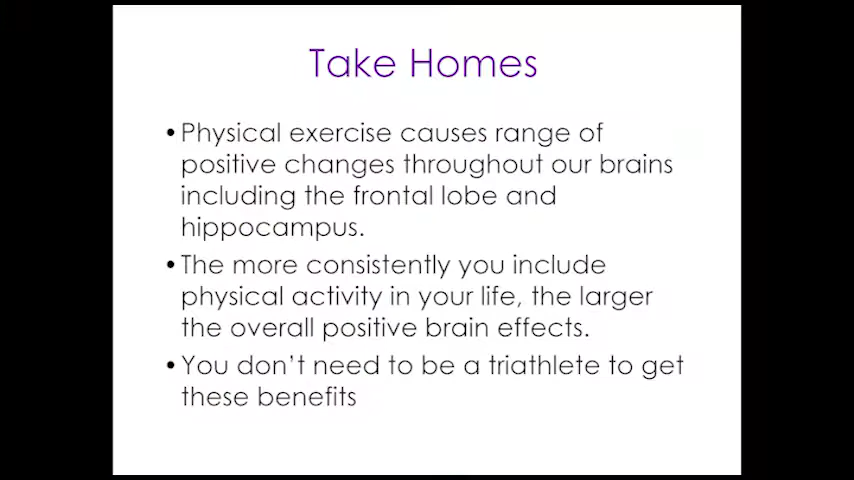 Take Homes
•Physical exercise causes range of
positive changes throughout our brains
including the frontal lobe and
hippocampus.
•The more consistently you include
physical activity in your life, the larger
the overall positive brain effects.
•You don’t need to be a triathlete to get
these benefits